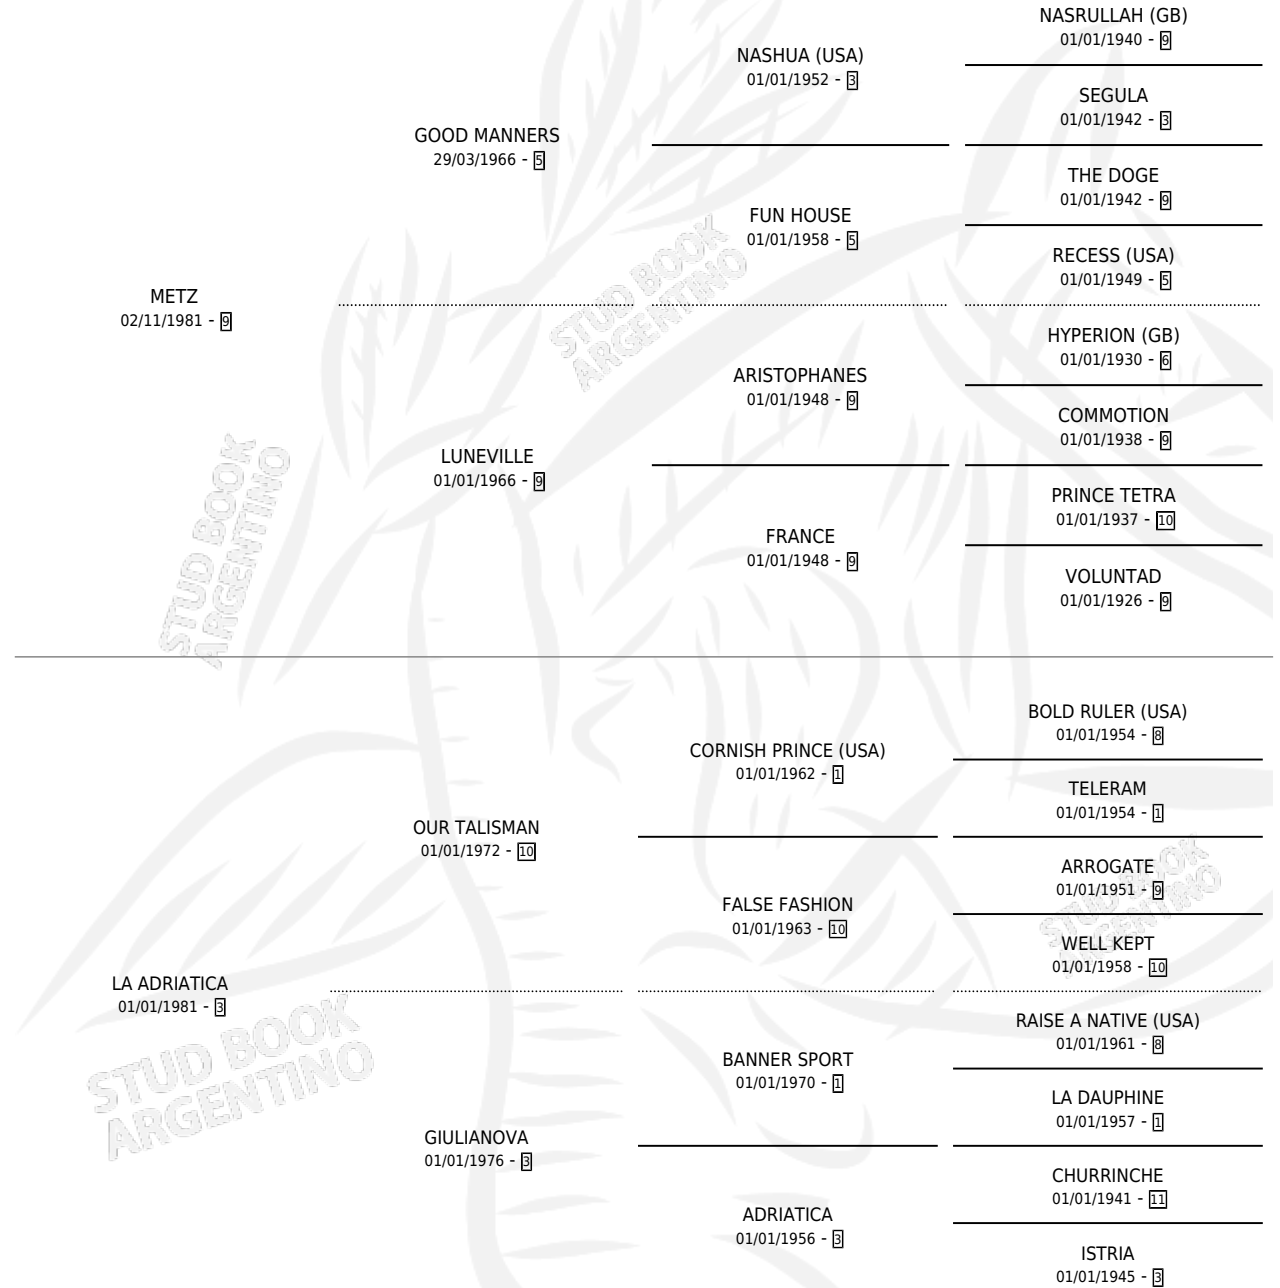 NASRULLAH (GB)
01/01/1940 - 9
NASHUA (USA)
01/01/1952 - 3
SEGULA
01/01/1942 - 3
GOOD MANNERS
29/03/1966 - 5
THE DOGE
01/01/1942 - 9
FUN HOUSE
01/01/1958 - 5
RECESS (USA)
01/01/1949 - 5
METZ
02/11/1981 - 9
HYPERION (GB)
01/01/1930 - 6
ARISTOPHANES
01/01/1948 - 9
COMMOTION
01/01/1938 - 9
LUNEVILLE
01/01/1966 - 9
PRINCE TETRA
01/01/1937 - 10
FRANCE
01/01/1948 - 9
VOLUNTAD
01/01/1926 - 9
BOLD RULER (USA)
01/01/1954 - 8
CORNISH PRINCE (USA)
01/01/1962 - 1
TELERAM
01/01/1954 - 1
OUR TALISMAN
01/01/1972 - 10
ARROGATE
01/01/1951 - 9
FALSE FASHION
01/01/1963 - 10
WELL KEPT
01/01/1958 - 10
LA ADRIATICA
01/01/1981 - 3
RAISE A NATIVE (USA)
01/01/1961 - 8
BANNER SPORT
01/01/1970 - 1
LA DAUPHINE
01/01/1957 - 1
GIULIANOVA
01/01/1976 - 3
CHURRINCHE
01/01/1941 - 11
ADRIATICA
01/01/1956 - 3
ISTRIA
01/01/1945 - 3
STUD BOOK
ARGENTINO
STUD BOOK
ARGENTINO
STUD BOOK
ARGENTINO
STUD BOOK
ARGENTINO